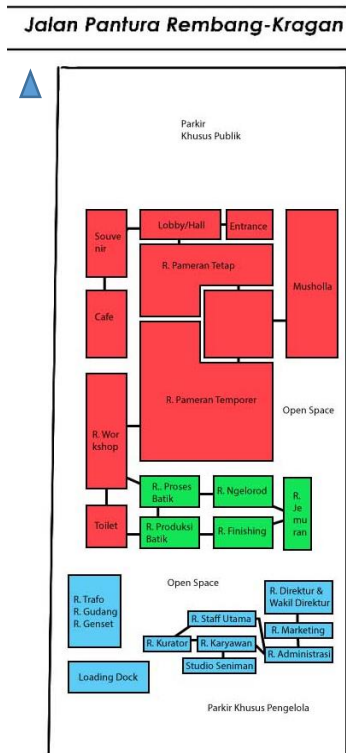 Jalan Pantura Rembang-Kragan
Parkir
Khusus Publik
Souve
nir
Lobby/Hall
Entrance
R. Pameran Tetap
Musholla
Cafe
R. Pameran Temporer
Open Space
R. Wor
kshop
R.. Proses
Batik
R. Ngelorod
R.
Je
mu
ran
Toilet
R. Produksi
Batik
R. Finishing
Open Space
R. Trafo
R. Gudang
R. Genset
R. Direktur &
Wakil Direktur
R. Staff Utama
R. Marketing
R. Kurator
R. Karyawan
R. Administrasi
Studio Seniman
Loading Dock
Parkir Khusus Pengelola